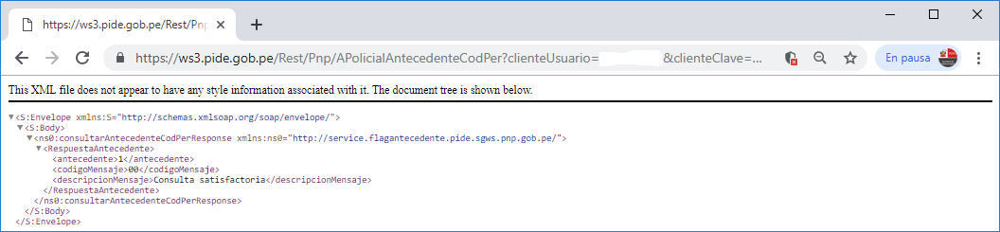 https://ws3.pide.gob.pe/Rest/Pnp
https://ws3.pide.gob.pe/Rest/Pnp/APolicialAntecedenteCodPer?clienteUsuario= &clienteClave=...
En pausa
This XML file does not appear to have any style information associated with it. The document tree is shown below.
▼<S:Envelope xmlns:S="http://schemas.xmlsoap.org/soap/envelope/">
▼<S:Body>
▼<ns0:consultarAntecedenteCodPerResponse xmlns:ns0="http://service.flagantecedente.pide.sgws.pnp.gob.pe/">
▼<RespuestaAntecedente>
<antecedente>1</antecedente>
<codigoMensaje>00</codigoMensaje>
<descripcionMensaje>Consulta satisfactoria</descripcionMensaje>
</RespuestaAntecedente>
</ns0:consultarAntecedenteCodPerResponse>
</S:Body>
</S:Envelope>